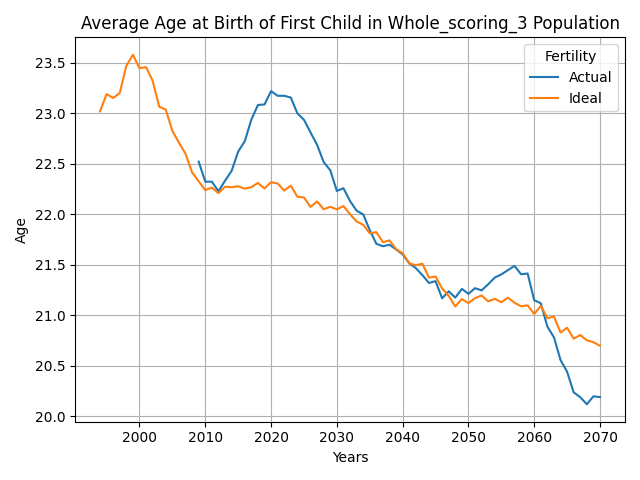 Average Age at Birth of First Child in Whole_scoring_3 Population
Fertility
Actual
Ideal
23.5
23.0
22.5
22.0
21.5
21.0
20.5
20.0
Age
2000 2010 2020 2030 2040 2050 2060 2070
Years